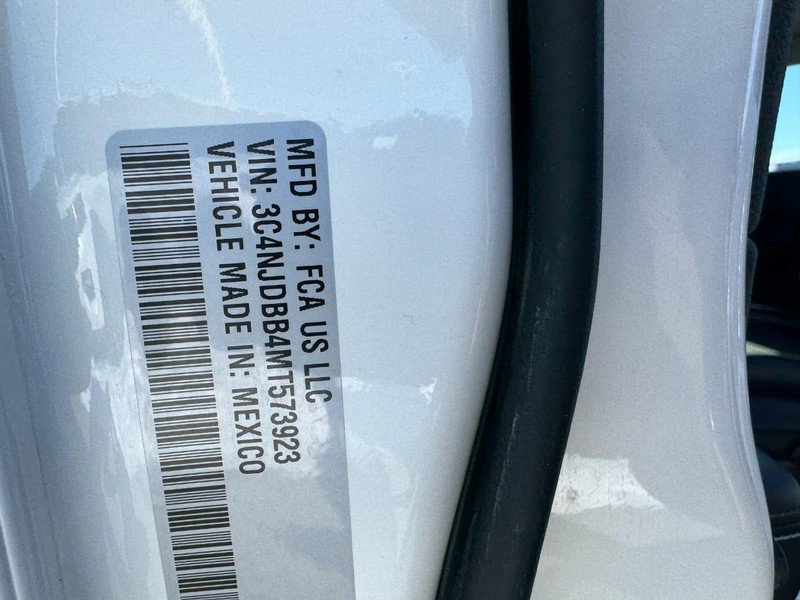 MFD BY: FCA US LLC
VIN: 3C4NJDBB4MT573923
VEHICLE MADE IN: MEXICO